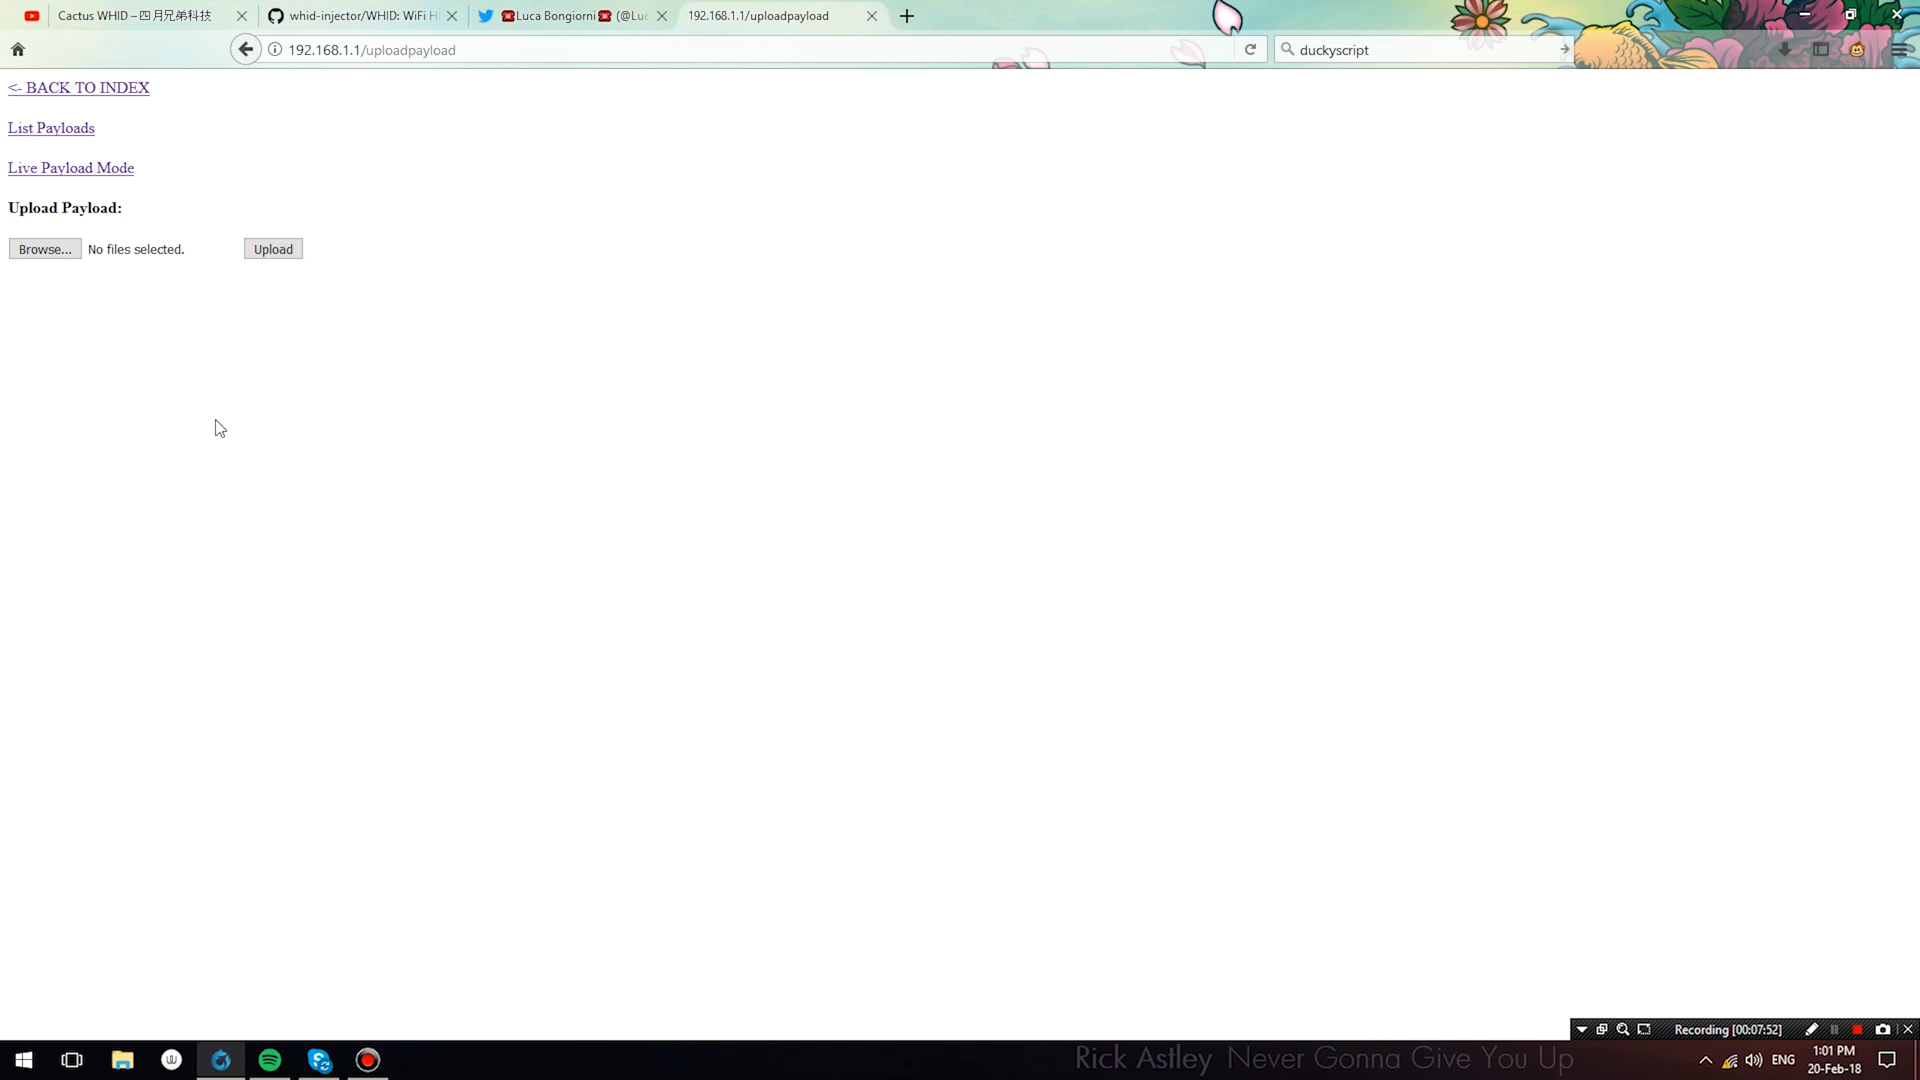 Cactus WHID – 四月兄弟科技
whid-injector/WHID: WiFi H
☎Luca Bongiorni☎ (@Luc
192.168.1.1/uploadpayload
192.168.1.1/uploadpayload
duckyscript
<- BACK TO INDEX
List Payloads
Live Payload Mode
Upload Payload:
Browse... No files selected. Upload
Recording [00:07:52]
Rick Astley Never Gonna Give You Up
ENG
1:01 PM
20-Feb-18